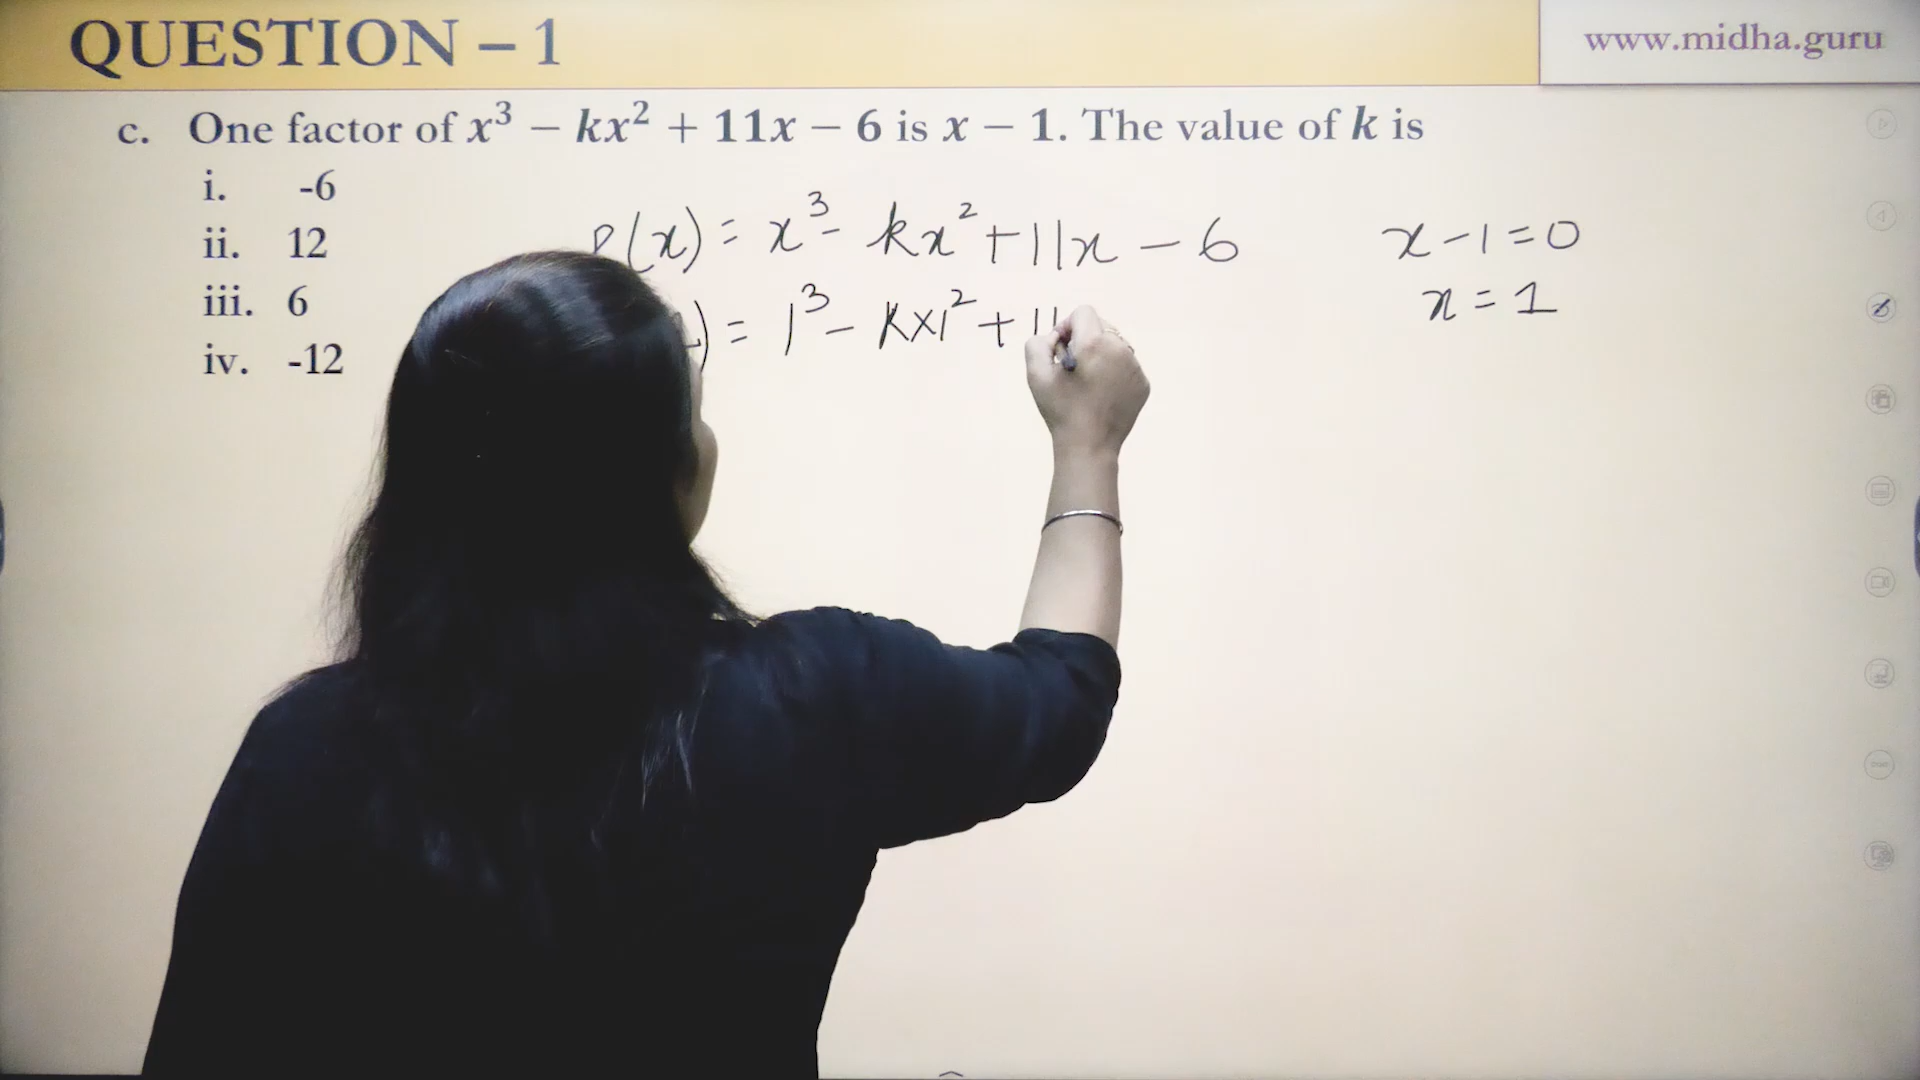 QUESTION – 1
www.midha.guru
c. One factor of x³ – kx² + 11x – 6 is x – 1. The value of k is
i. -6
ii. 12
iii. 6
iv. -12
P(x) = x³ - kx² + 11x - 6
) = 1³ - k×1² + 11
x - 1 = 0
x = 1